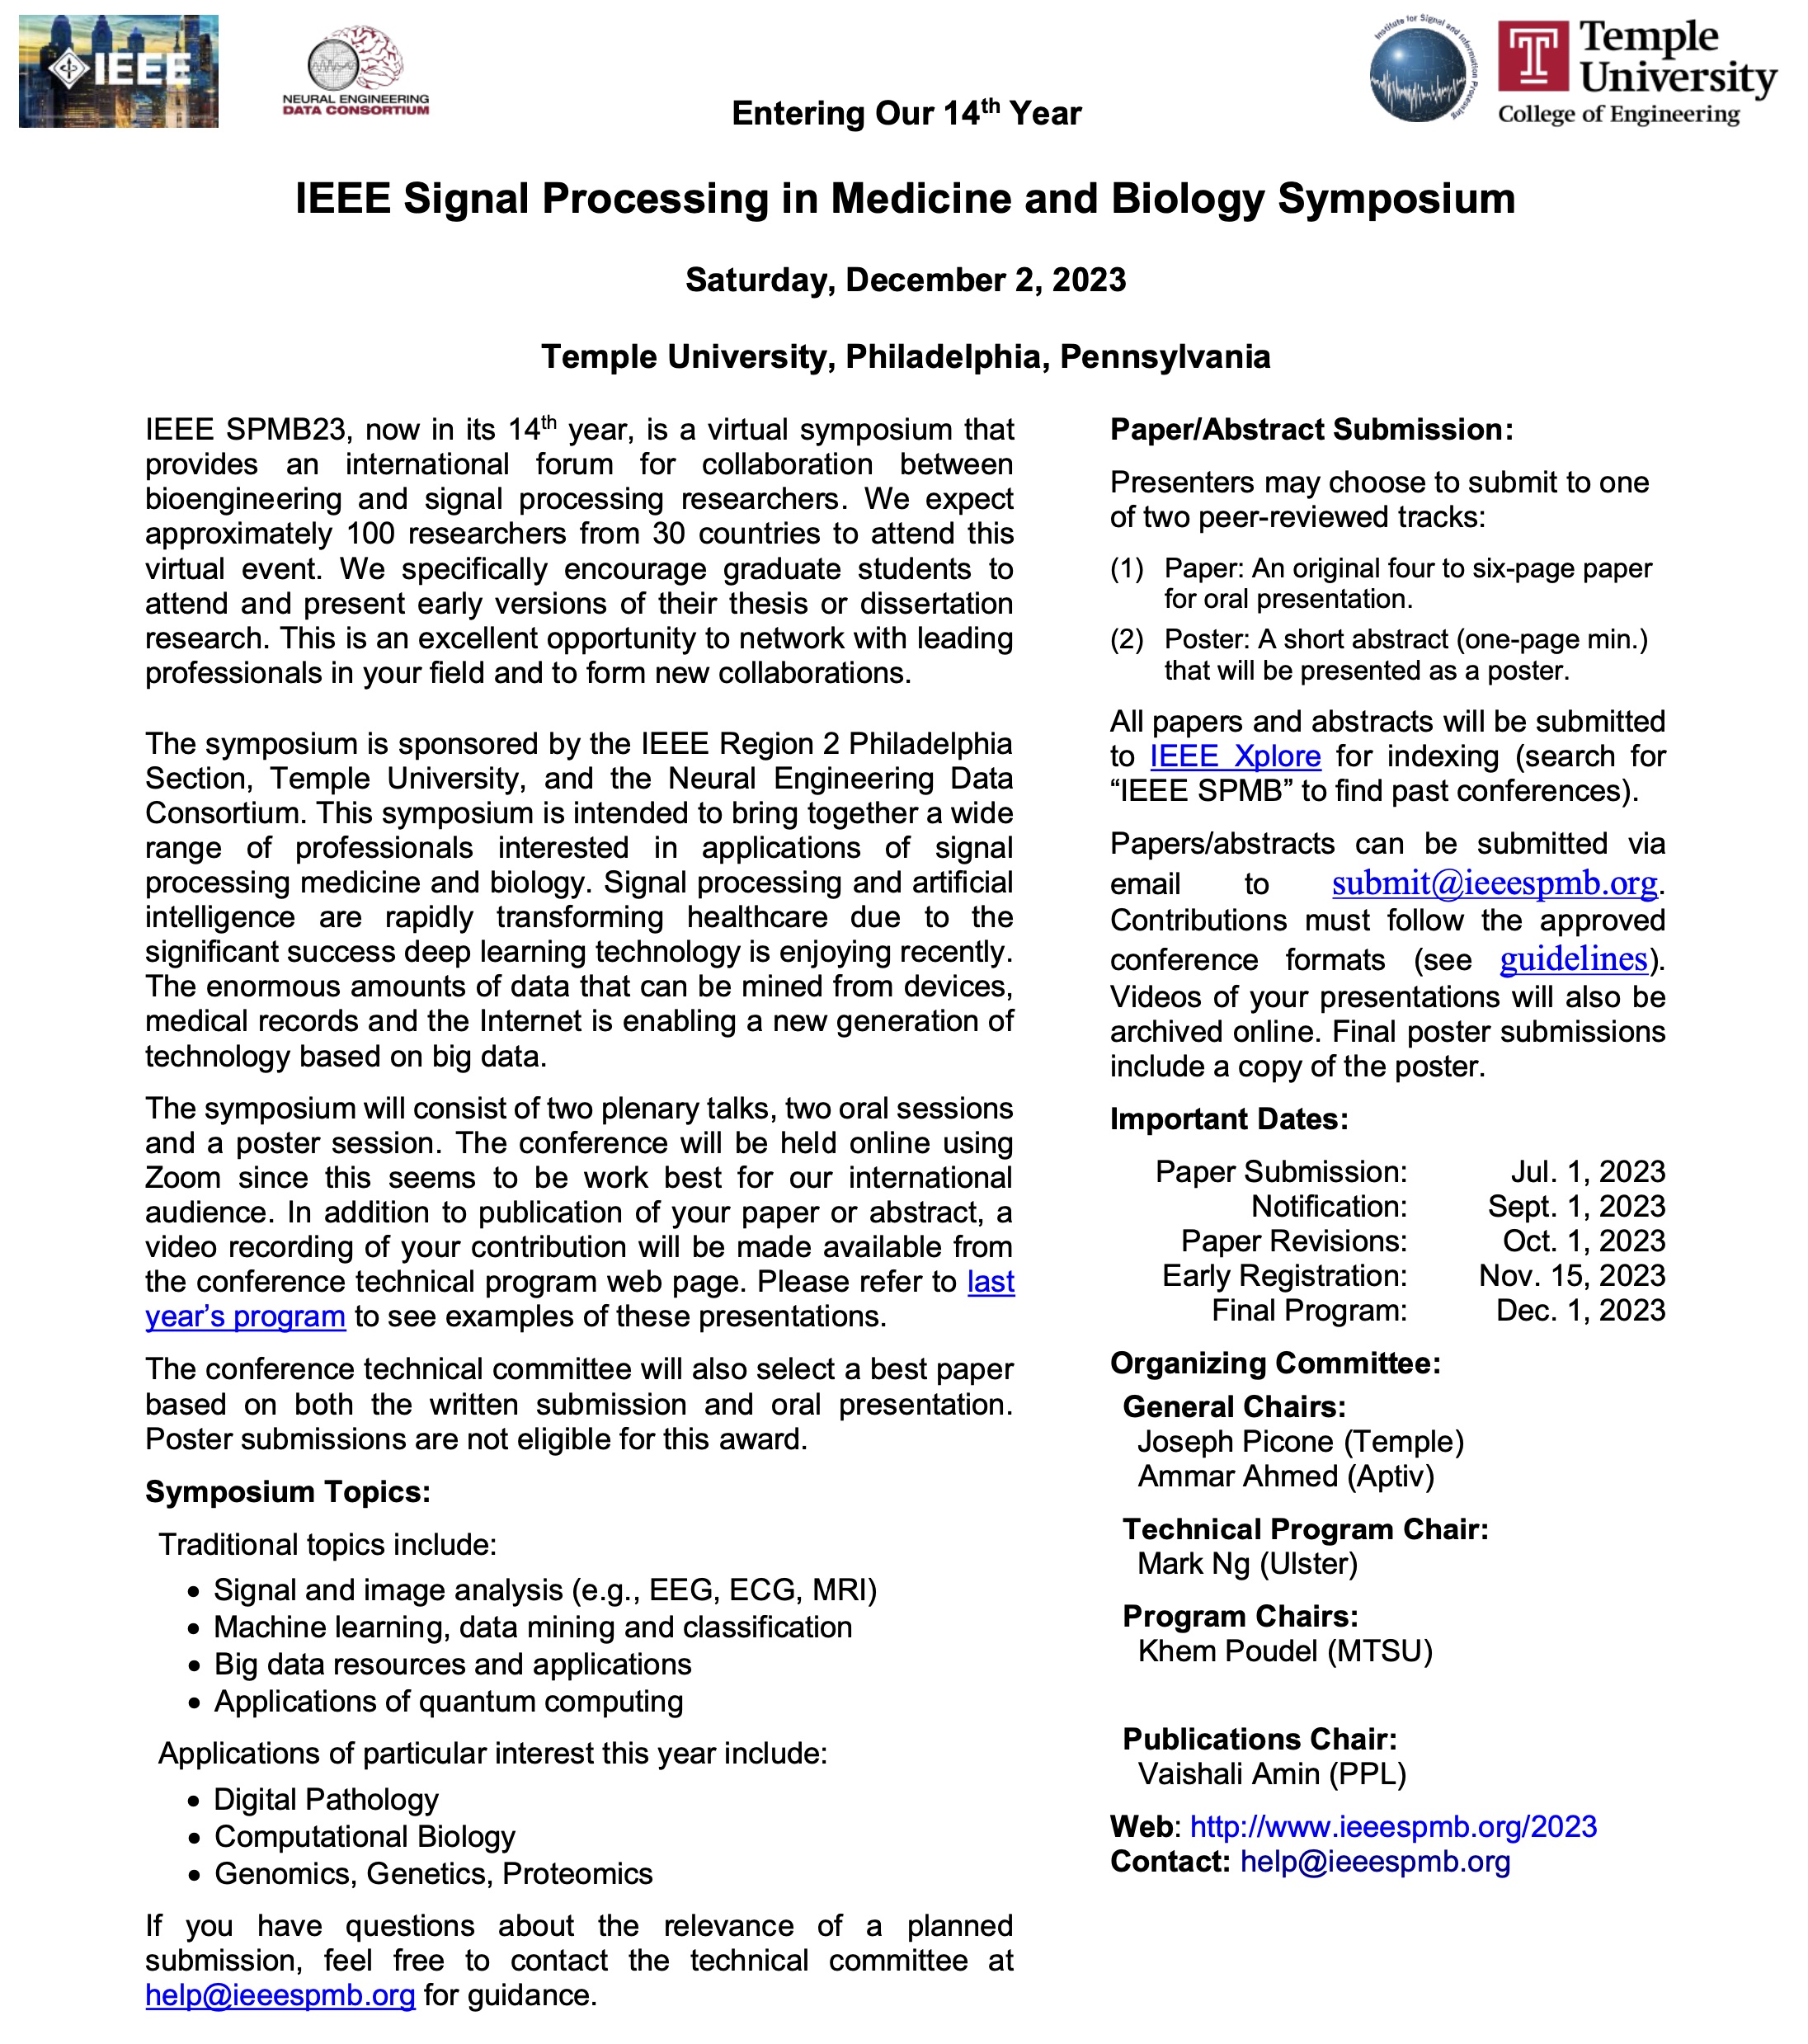 IEEE
NEURAL ENGINEERING
DATA CONSORTIUM
Institute for Signal and Information Processing
Temple
University
College of Engineering
Entering Our 14th Year
IEEE Signal Processing in Medicine and Biology Symposium
Saturday, December 2, 2023
Temple University, Philadelphia, Pennsylvania
IEEE SPMB23, now in its 14th year, is a virtual symposium that
provides an international forum for collaboration between
bioengineering and signal processing researchers. We expect
approximately 100 researchers from 30 countries to attend this
virtual event. We specifically encourage graduate students to
attend and present early versions of their thesis or dissertation
research. This is an excellent opportunity to network with leading
professionals in your field and to form new collaborations.
The symposium is sponsored by the IEEE Region 2 Philadelphia
Section, Temple University, and the Neural Engineering Data
Consortium. This symposium is intended to bring together a wide
range of professionals interested in applications of signal
processing medicine and biology. Signal processing and artificial
intelligence are rapidly transforming healthcare due to the
significant success deep learning technology is enjoying recently.
The enormous amounts of data that can be mined from devices,
medical records and the Internet is enabling a new generation of
technology based on big data.
The symposium will consist of two plenary talks, two oral sessions
and a poster session. The conference will be held online using
Zoom since this seems to be work best for our international
audience. In addition to publication of your paper or abstract, a
video recording of your contribution will be made available from
the conference technical program web page. Please refer to last
year’s program to see examples of these presentations.
The conference technical committee will also select a best paper
based on both the written submission and oral presentation.
Poster submissions are not eligible for this award.
Symposium Topics:
Traditional topics include:
• Signal and image analysis (e.g., EEG, ECG, MRI)
• Machine learning, data mining and classification
• Big data resources and applications
• Applications of quantum computing
Applications of particular interest this year include:
• Digital Pathology
• Computational Biology
• Genomics, Genetics, Proteomics
If you have questions about the relevance of a planned
submission, feel free to contact the technical committee at
help@ieeespmb.org for guidance.
Paper/Abstract Submission:
Presenters may choose to submit to one
of two peer-reviewed tracks:
(1) Paper: An original four to six-page paper
for oral presentation.
(2) Poster: A short abstract (one-page min.)
that will be presented as a poster.
All papers and abstracts will be submitted
to IEEE Xplore for indexing (search for
“IEEE SPMB” to find past conferences).
Papers/abstracts can be submitted via
email to submit@ieeespmb.org.
Contributions must follow the approved
conference formats (see guidelines).
Videos of your presentations will also be
archived online. Final poster submissions
include a copy of the poster.
Important Dates:
Paper Submission: Jul. 1, 2023
Notification: Sept. 1, 2023
Paper Revisions: Oct. 1, 2023
Early Registration: Nov. 15, 2023
Final Program: Dec. 1, 2023
Organizing Committee:
General Chairs:
Joseph Picone (Temple)
Ammar Ahmed (Aptiv)
Technical Program Chair:
Mark Ng (Ulster)
Program Chairs:
Khem Poudel (MTSU)
Publications Chair:
Vaishali Amin (PPL)
Web: http://www.ieeespmb.org/2023
Contact: help@ieeespmb.org